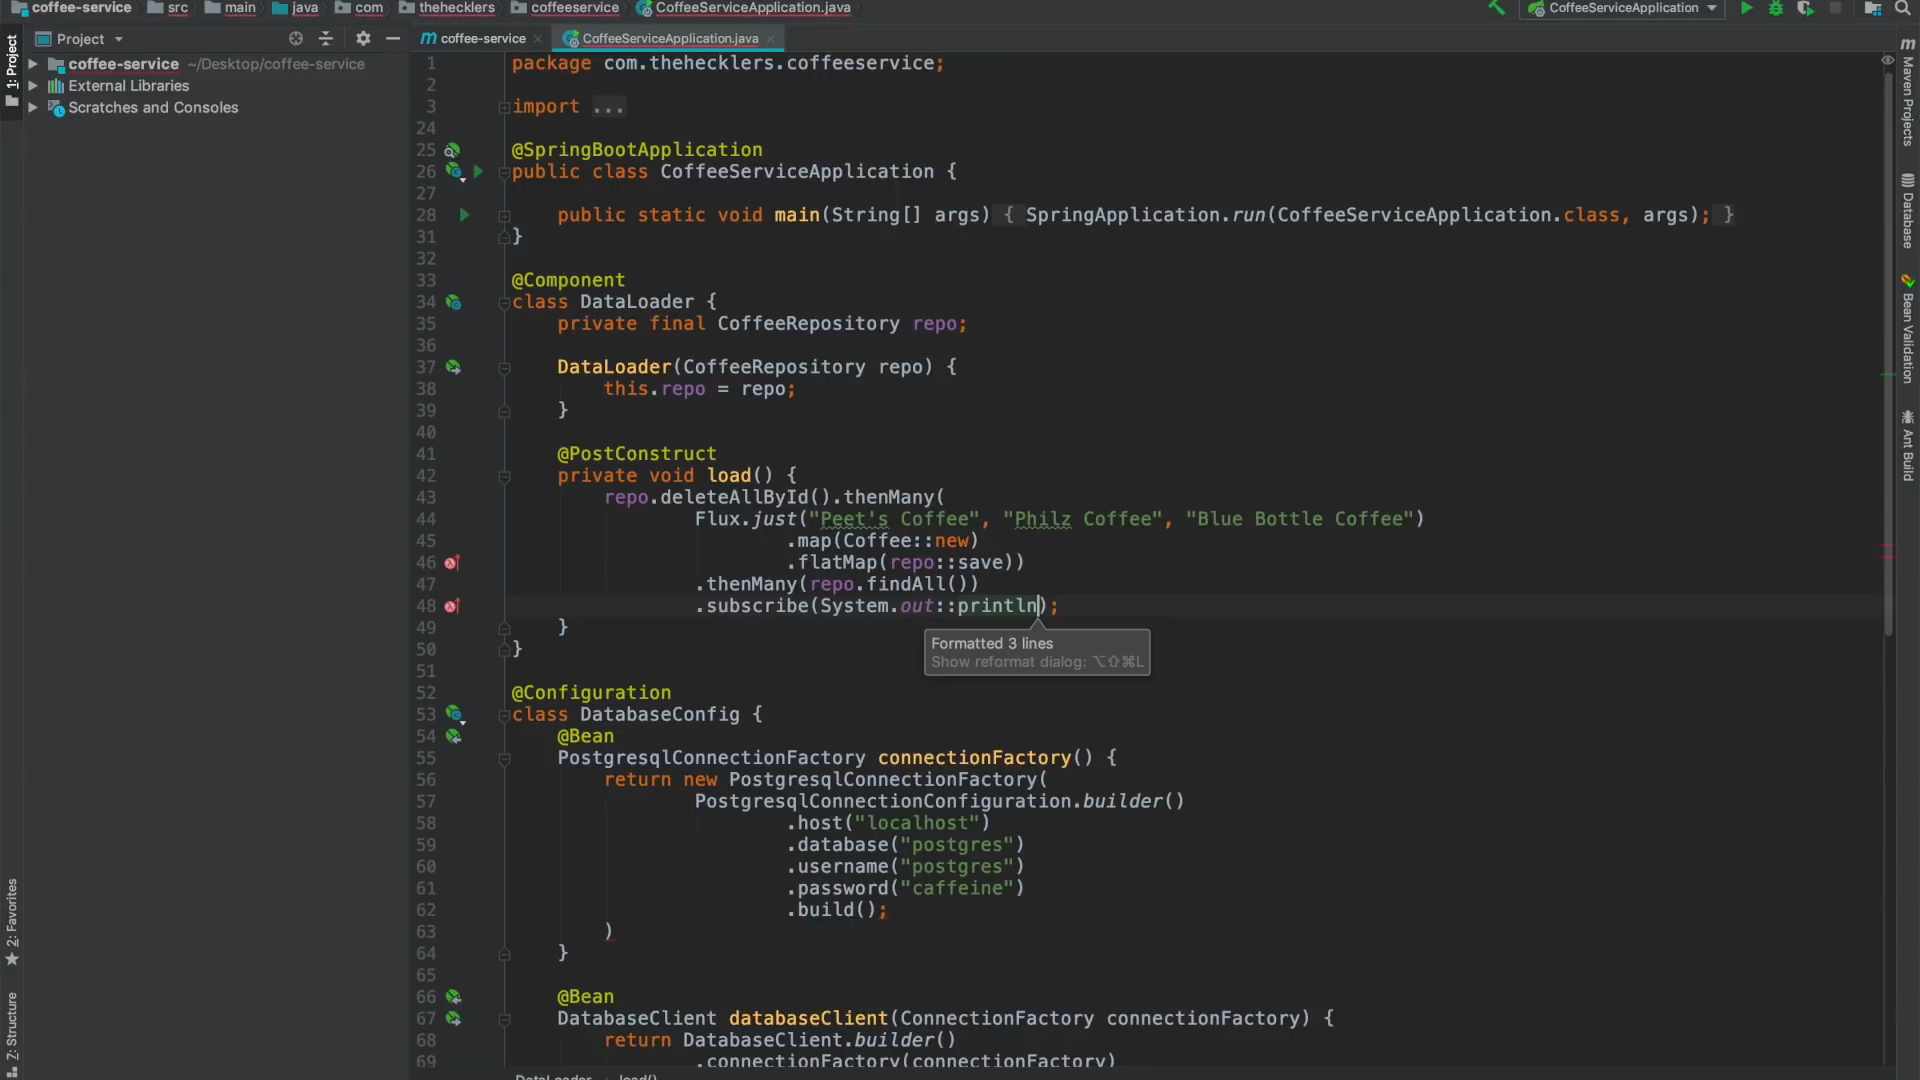 coffee-service src main java com thehecklers coffeeservice CoffeeServiceApplication.java CoffeeServiceApplication
Project coffee-service CoffeeServiceApplication.java
coffee-service ~/Desktop/coffee-service
External Libraries
Scratches and Consoles
1: Project
2: Favorites
Z: Structure
1 package com.thehecklers.coffeeservice;
2
3 import ...
24
25 @SpringBootApplication
26 public class CoffeeServiceApplication {
27
28 public static void main(String[] args) { SpringApplication.run(CoffeeServiceApplication.class, args); }
31 }
32
33 @Component
34 class DataLoader {
35 private final CoffeeRepository repo;
36
37 DataLoader(CoffeeRepository repo) {
38 this.repo = repo;
39 }
40
41 @PostConstruct
42 private void load() {
43 repo.deleteAllById().thenMany(
44 Flux.just("Peet's Coffee", "Philz Coffee", "Blue Bottle Coffee")
45 .map(Coffee::new)
46 .flatMap(repo::save))
47 .thenMany(repo.findAll())
48 .subscribe(System.out::println);
49 }
Formatted 3 lines
Show reformat dialog: ⌥⇧⌘L
50 }
51
52 @Configuration
53 class DatabaseConfig {
54 @Bean
55 PostgresqlConnectionFactory connectionFactory() {
56 return new PostgresqlConnectionFactory(
57 PostgresqlConnectionConfiguration.builder()
58 .host("localhost")
59 .database("postgres")
60 .username("postgres")
61 .password("caffeine")
62 .build();
63 )
64 }
65
66 @Bean
67 DatabaseClient databaseClient(ConnectionFactory connectionFactory) {
68 return DatabaseClient.builder()
69 .connectionFactory(connectionFactory)
DataLoader load()
Maven Projects
Database
Bean Validation
Ant Build